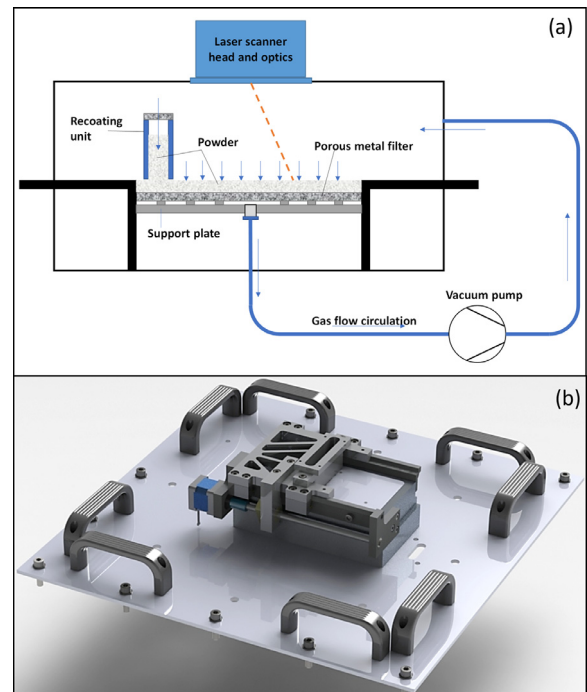 (a)
Laser scanner
head and optics
Recoating
unit
Powder
Porous metal filter
Support plate
Vacuum pump
Gas flow circulation
(b)